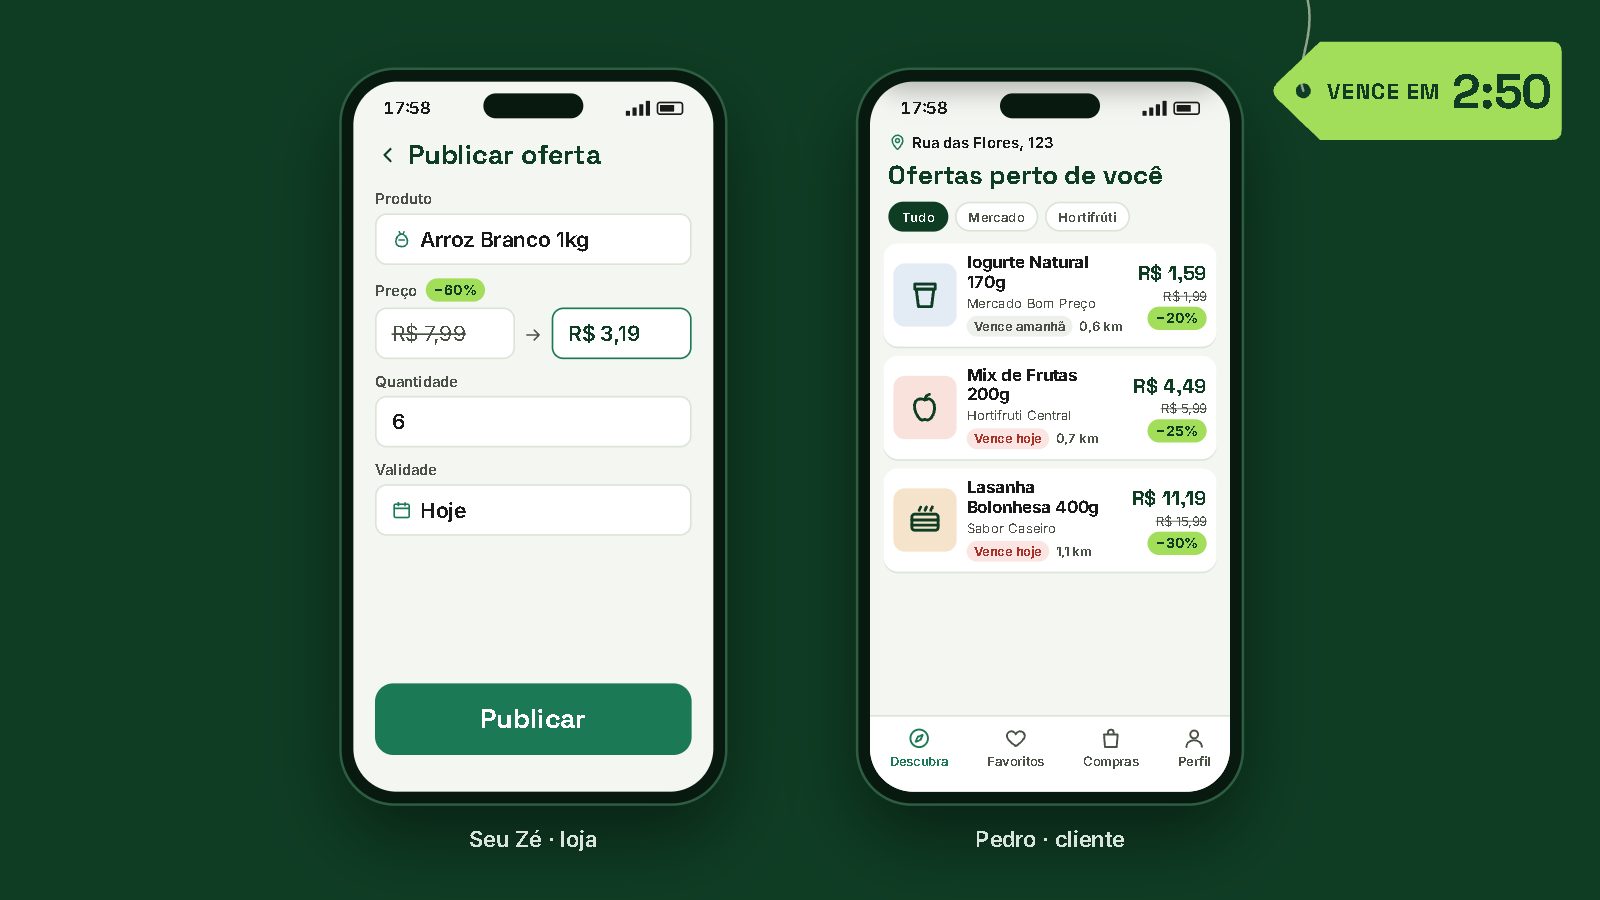 VENCE EM 2:50
17:58
Publicar oferta
Produto
Arroz Branco 1kg
Preço -60%
R$ 7,99 → R$ 3,19
Quantidade
6
Validade
Hoje
Publicar
Seu Zé · loja
17:58
Rua das Flores, 123
Ofertas perto de você
Tudo Mercado Hortifrúti
Iogurte Natural
170g
Mercado Bom Preço
Vence amanhã 0,6 km
R$ 1,59
R$ 1,99
-20%
Mix de Frutas
200g
Hortifruti Central
Vence hoje 0,7 km
R$ 4,49
R$ 5,99
-25%
Lasanha
Bolonhesa 400g
Sabor Caseiro
Vence hoje 1,1 km
R$ 11,19
R$ 15,99
-30%
Descubra Favoritos Compras Perfil
Pedro · cliente